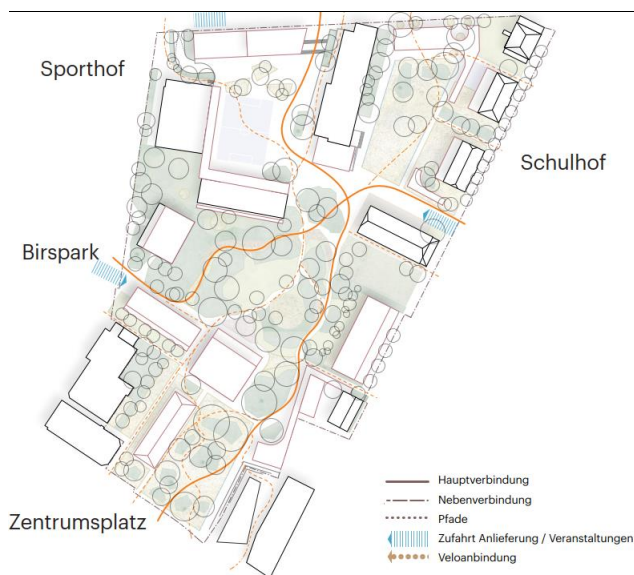 Sporthof
Schulhof
Birspark
Zentrumsplatz
Hauptverbindung
Nebenverbindung
Pfade
Zufahrt Anlieferung / Veranstaltungen
Veloanbindung